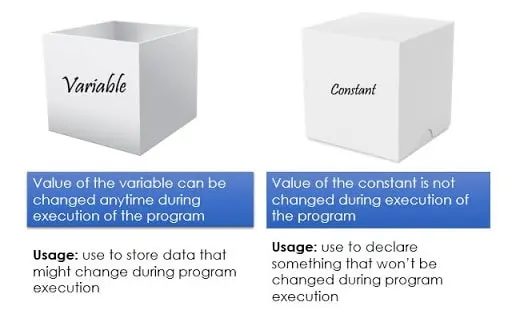 Variable
Constant
Value of the variable can be
changed anytime during
execution of the program
Value of the constant is not
changed during execution of
the program
Usage: use to store data that
might change during program
execution
Usage: use to declare
something that won't be
changed during program
execution